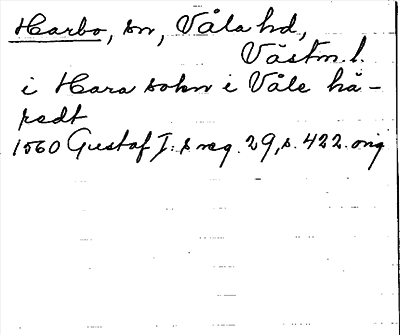 Harbo, sn, Våla hd,
Västm. l.
i Hara sokn i Våle hä-
redt
1560 Gustaf I:s reg. 29, s. 422. orig